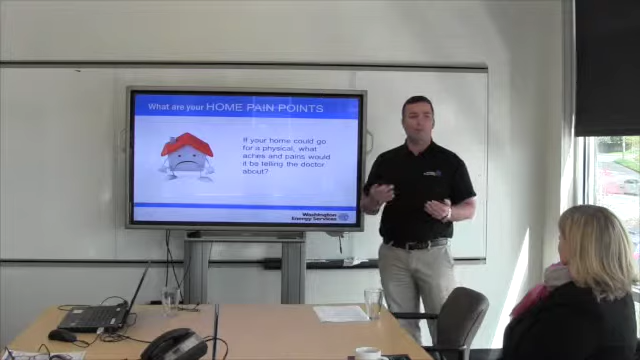 What are your HOME PAIN POINTS
If your home could go
for a physical, what
aches and pains would
it be telling the doctor
about?
Washington
Energy Services